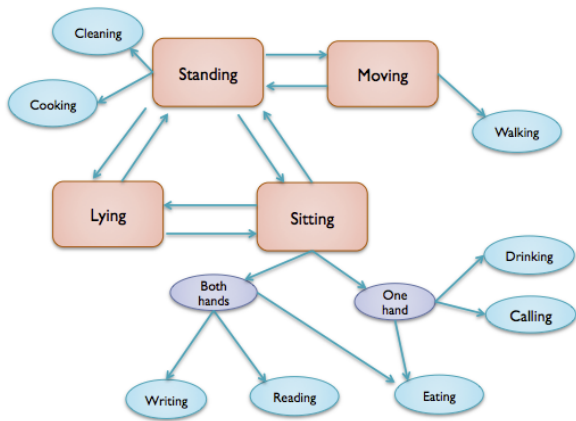 Cleaning
Standing
Moving
Cooking
Walking
Lying
Sitting
Both
hands
One
hand
Drinking
Calling
Writing
Reading
Eating